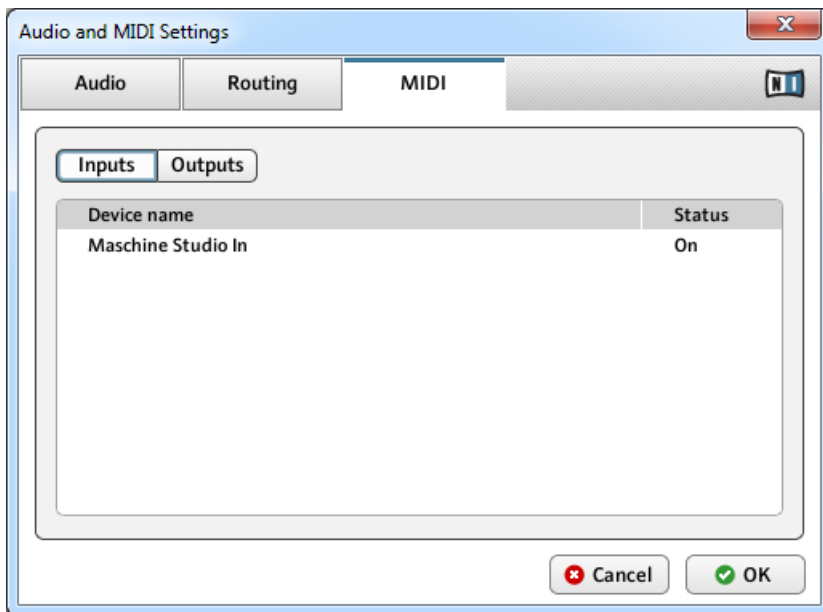 Audio and MIDI Settings
Audio Routing MIDI NI
Inputs Outputs
Device name Status
Maschine Studio In On
Cancel OK